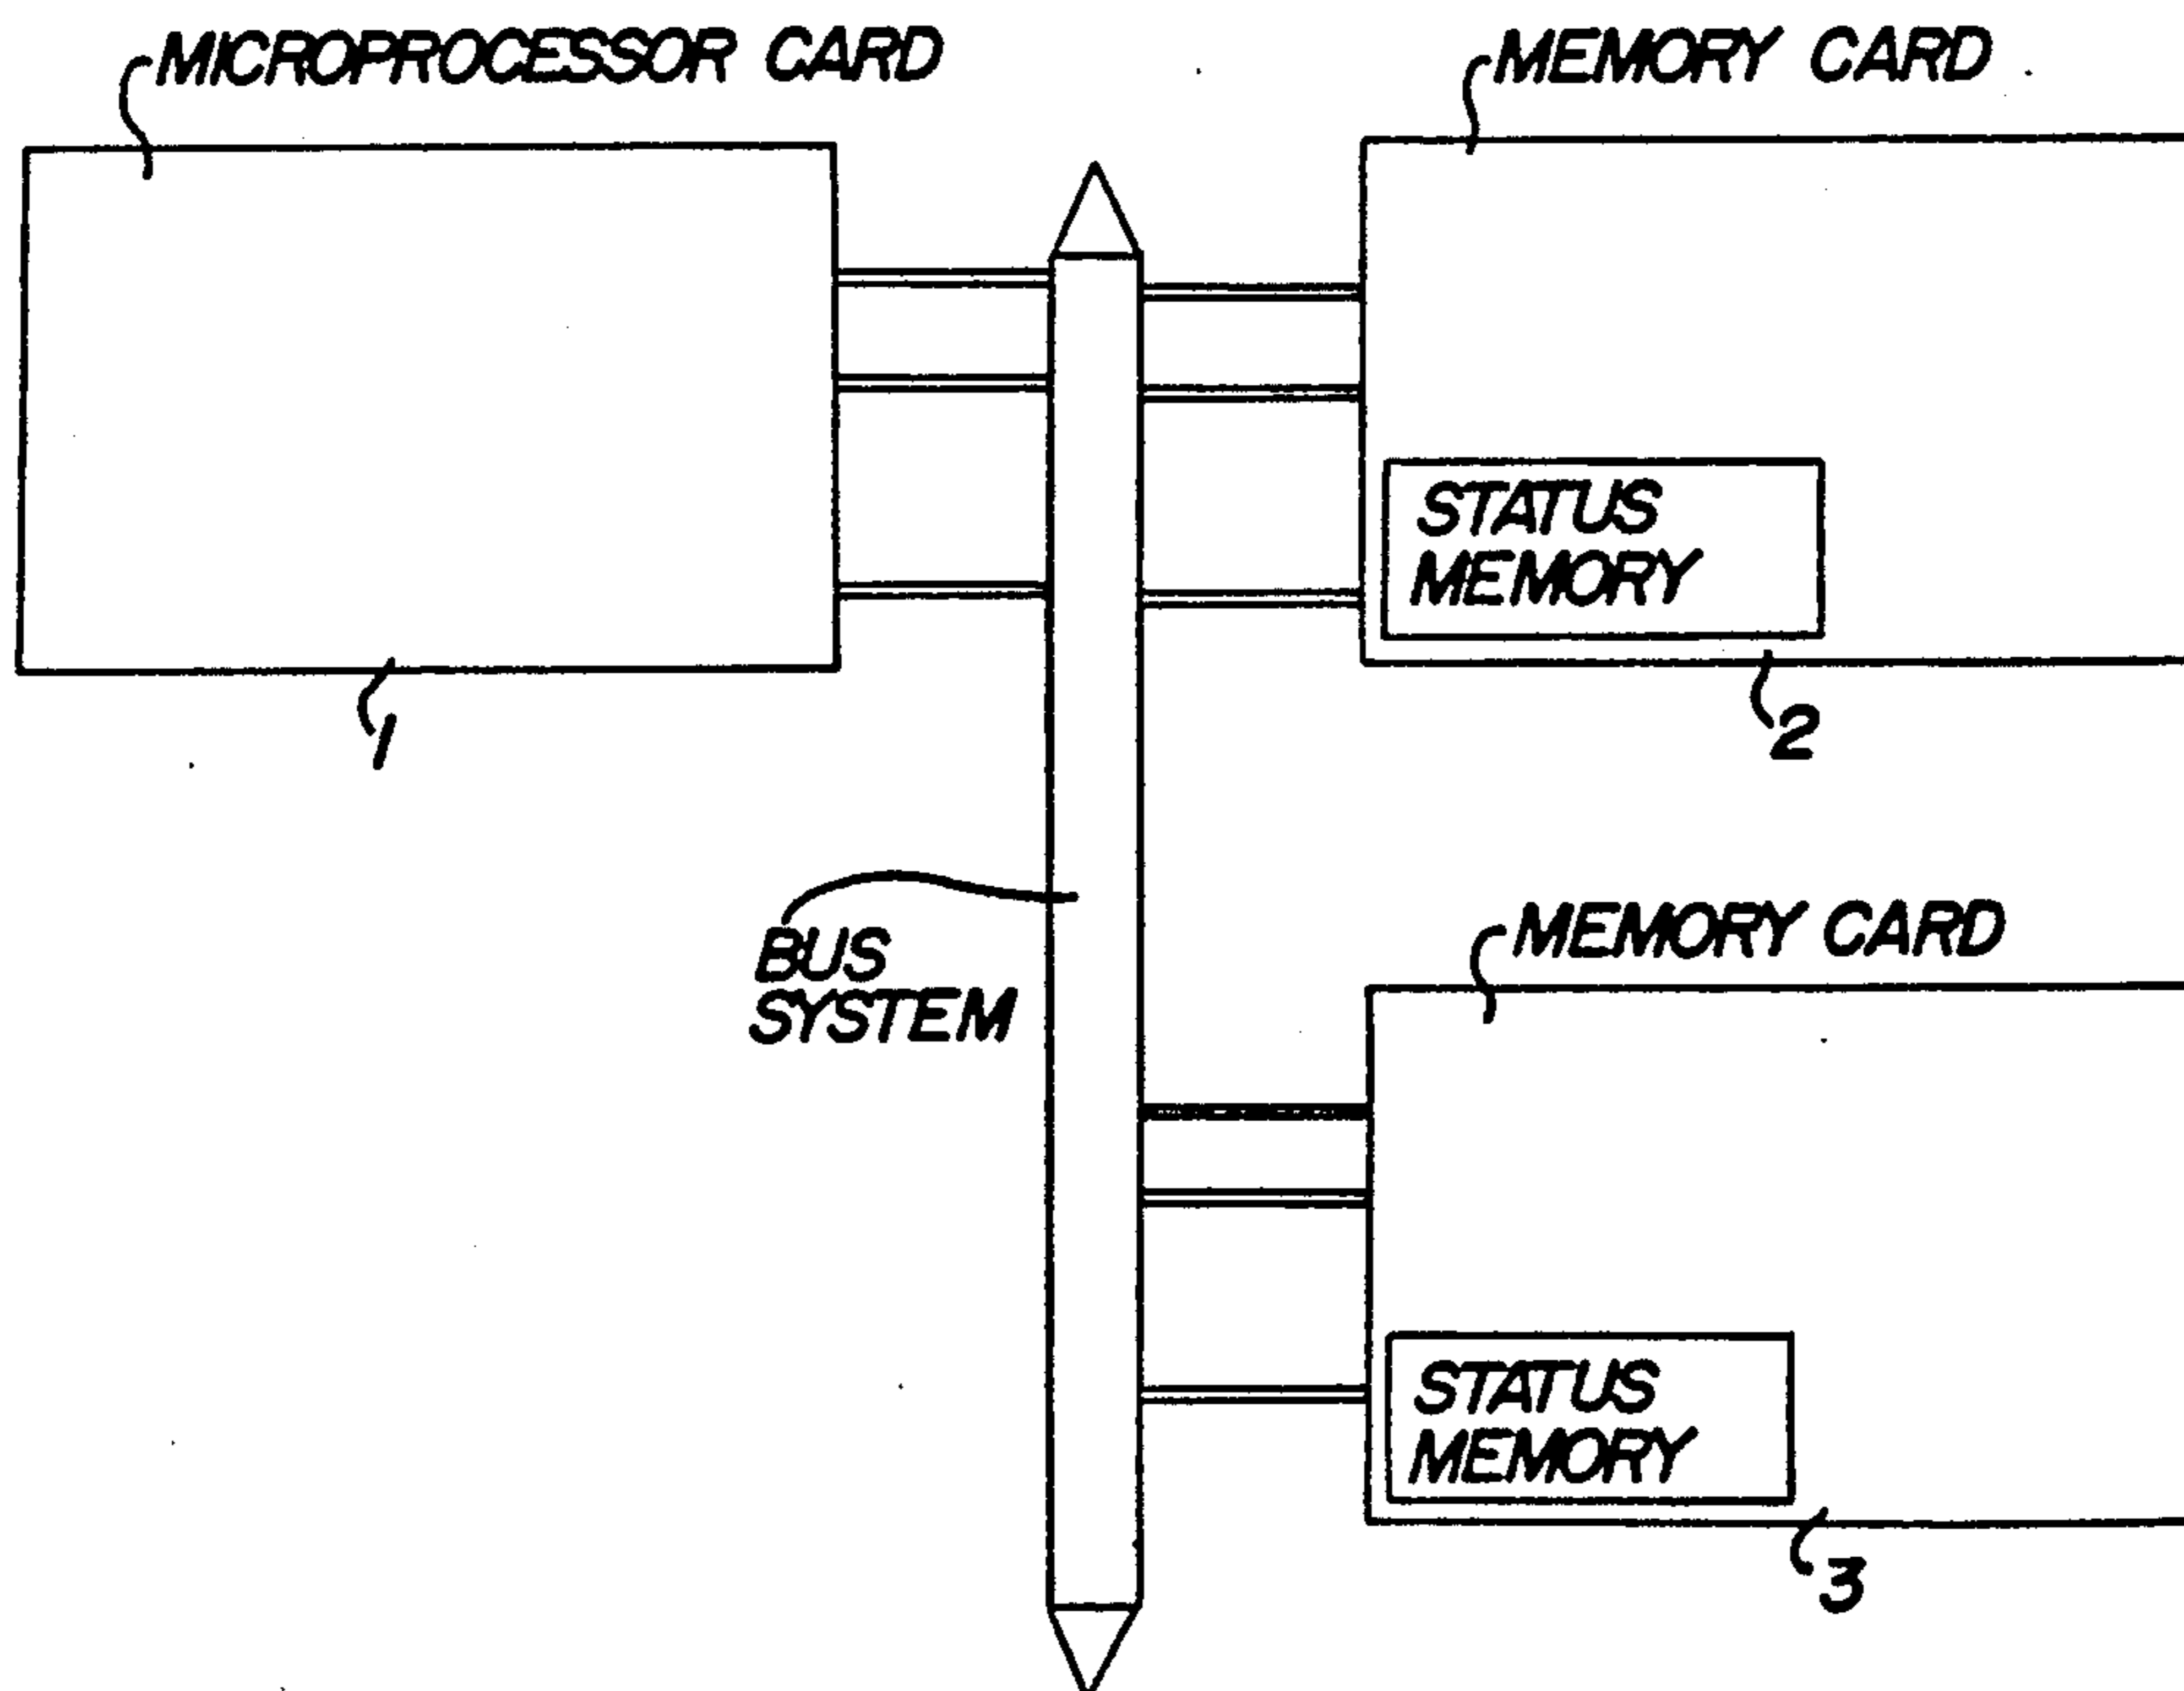 MICROPROCESSOR CARD
MEMORY CARD
STATUS
MEMORY
1
2
BUS
SYSTEM
MEMORY CARD
STATUS
MEMORY
3